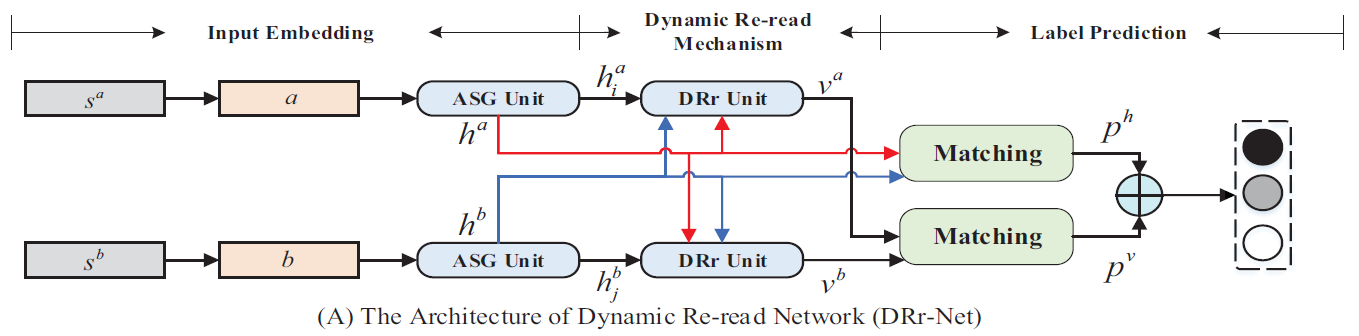 Input Embedding
Dynamic Re-read
Mechanism
Label Prediction
s^a
a
ASG Unit
h_i^a
DRr Unit
v^a
h^a
Matching
p^h
h^b
s^b
b
ASG Unit
h_j^b
DRr Unit
v^b
Matching
p^v
(A) The Architecture of Dynamic Re-read Network (DRr-Net)